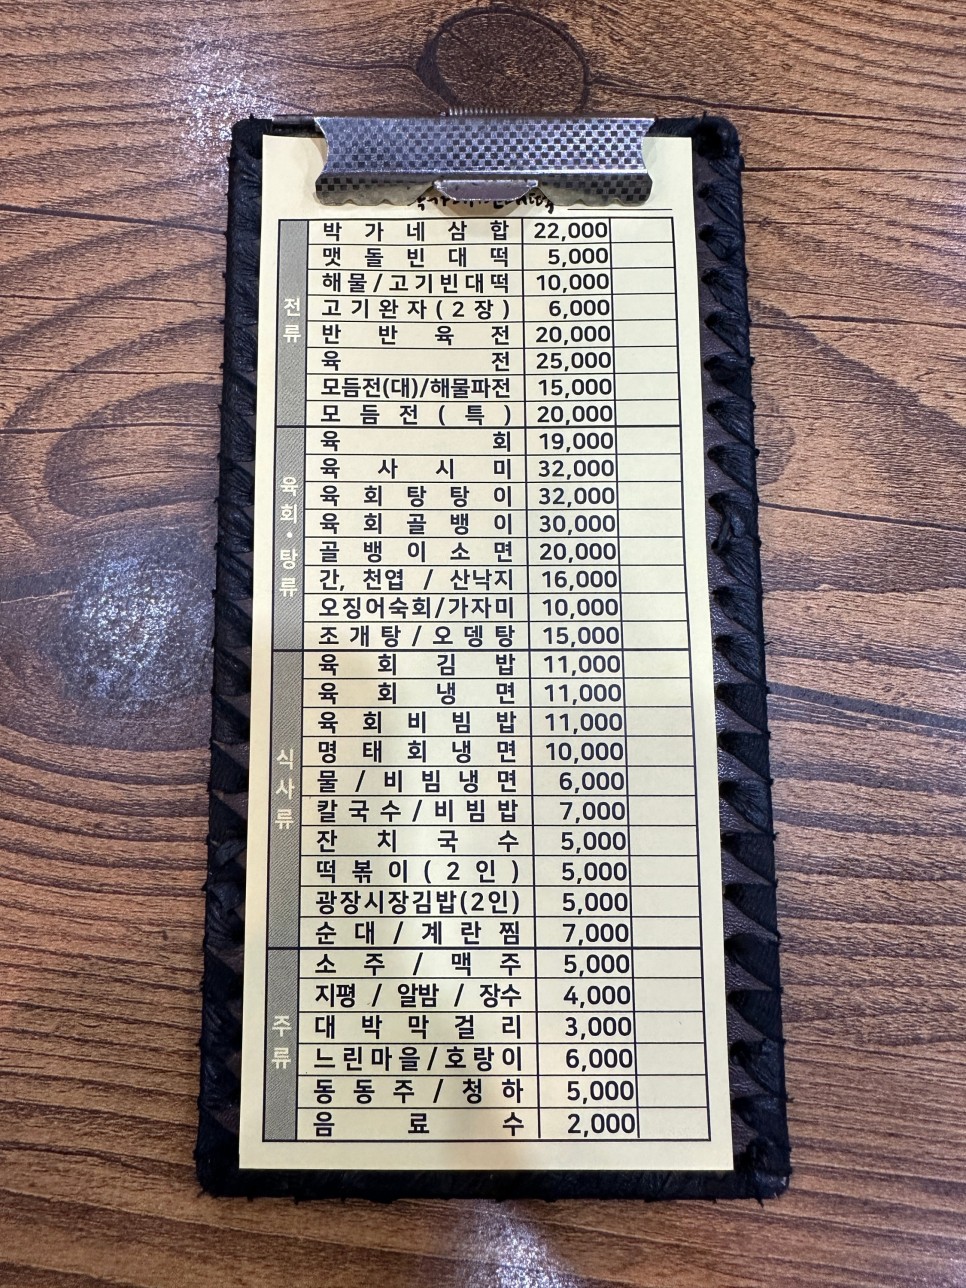 전류
박가네삼합 22,000
맷돌빈대떡 5,000
해물/고기빈대떡 10,000
고기완자(2장) 6,000
반반육전 20,000
육전 25,000
모듬전(대)/해물파전 15,000
모듬전(특) 20,000
육회·탕류
육회 19,000
육사시미 32,000
육회탕탕이 32,000
육회골뱅이 30,000
골뱅이소면 20,000
간, 천엽 / 산낙지 16,000
오징어숙회/가자미 10,000
조개탕/오뎅탕 15,000
식사류
육회김밥 11,000
육회냉면 11,000
육회비빔밥 11,000
명태회냉면 10,000
물/비빔냉면 6,000
칼국수/비빔밥 7,000
잔치국수 5,000
떡볶이(2인) 5,000
광장시장김밥(2인) 5,000
순대/계란찜 7,000
주류
소주/맥주 5,000
지평 / 알밤 / 장수 4,000
대박막걸리 3,000
느린마을/호랑이 6,000
동동주/청하 5,000
음료수 2,000